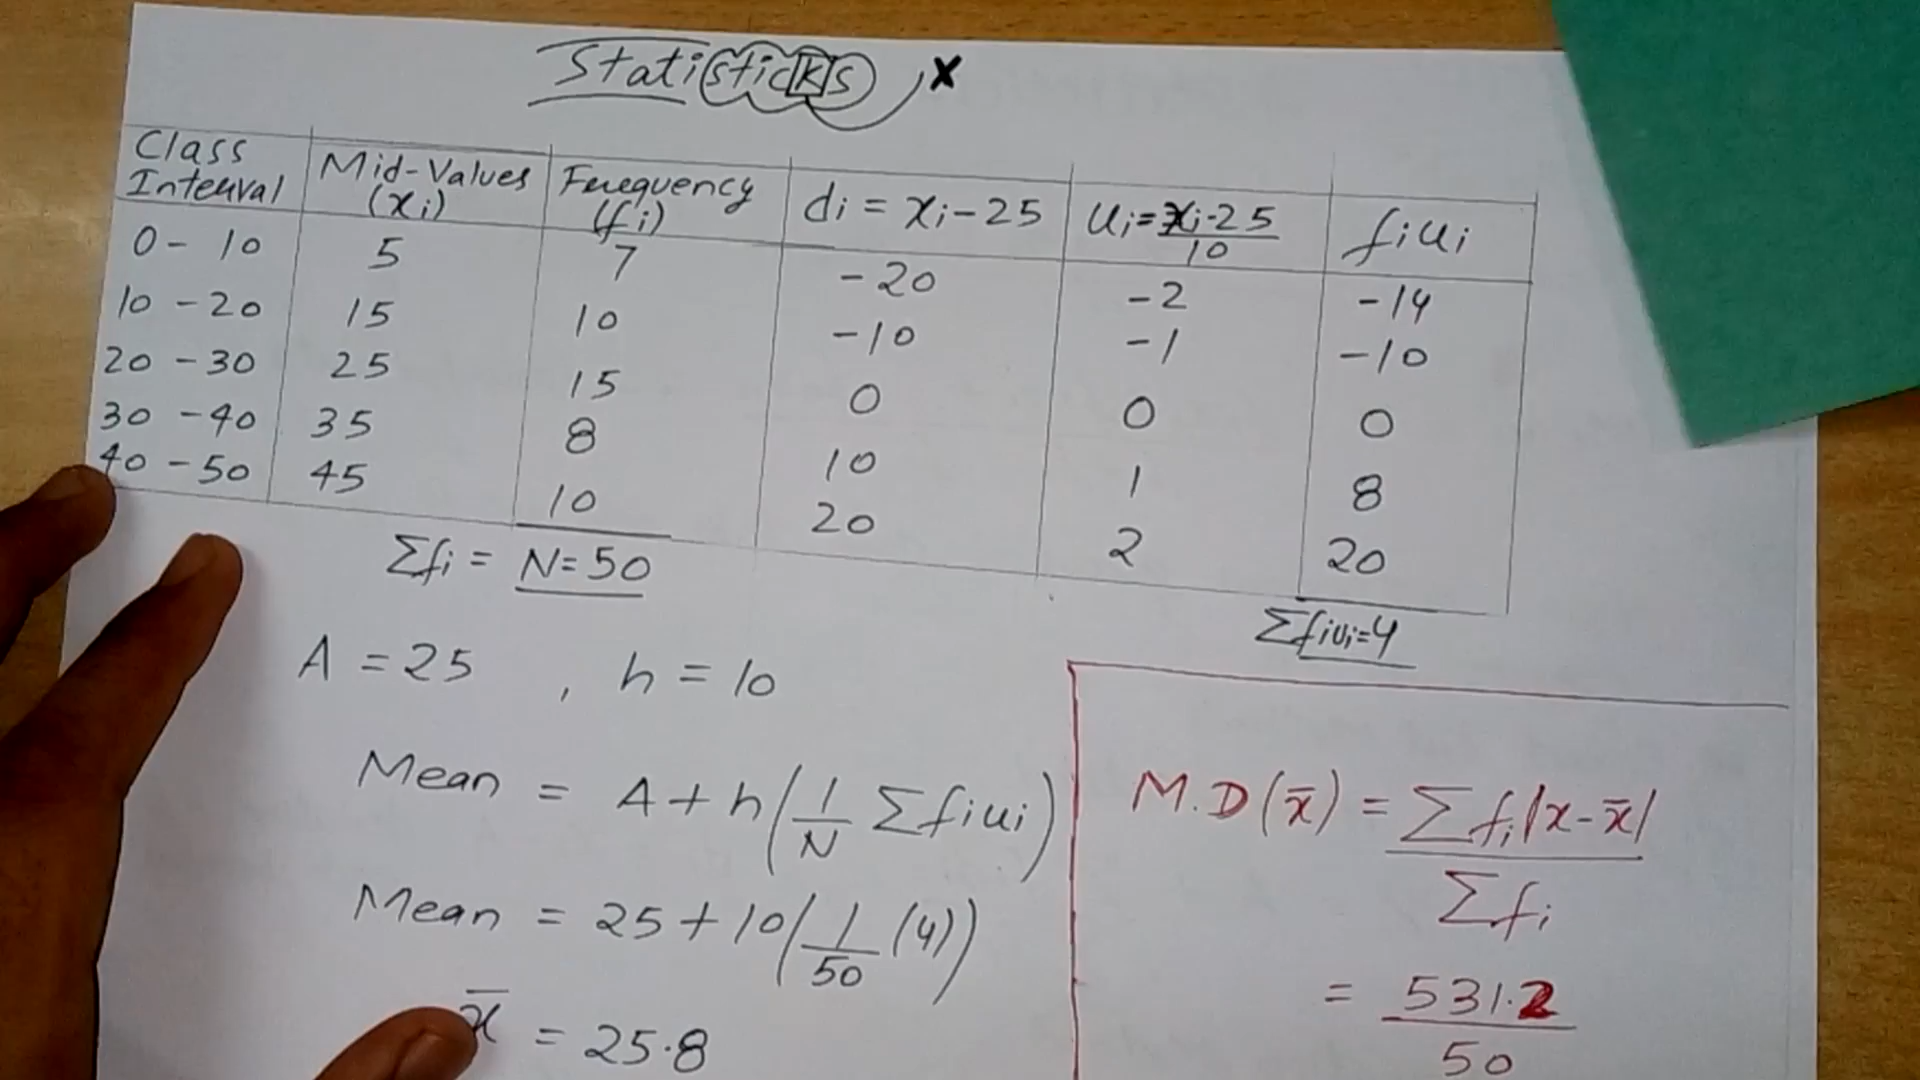 Statisticks x
Class Interval Mid-Values (xi) Frequency (fi) di = xi-25 ui = xi-25/10 fiui
0-10 5 7 -20 -2 -14
10-20 15 10 -10 -1 -10
20-30 25 15 0 0 0
30-40 35 8 10 1 8
40-50 45 10 20 2 20
Σfi = N=50
Σfiui=4
A = 25 , h = 10
Mean = A+h(1/N Σfiui)
Mean = 25+10(1/50 (4))
x̄ = 25.8
M.D(x̄) = Σfi|x-x̄|/Σfi
= 531.2/50